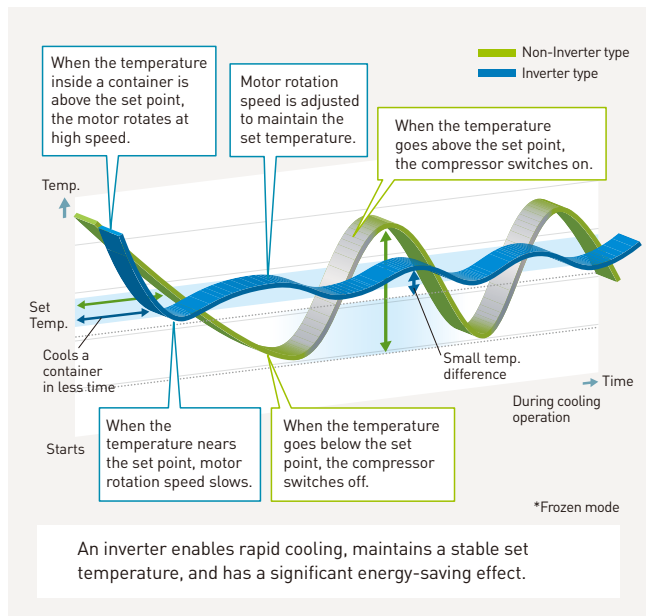 Non-Inverter type
Inverter type
When the temperature
inside a container is
above the set point,
the motor rotates at
high speed.
Motor rotation
speed is adjusted
to maintain the
set temperature.
When the temperature
goes above the set point,
the compressor switches on.
Temp.
Set
Temp.
Cools a
container
in less time
Small temp.
difference
Time
During cooling
operation
Starts
When the
temperature nears
the set point, motor
rotation speed slows.
When the temperature
goes below the set
point, the compressor
switches off.
*Frozen mode
An inverter enables rapid cooling, maintains a stable set
temperature, and has a significant energy-saving effect.